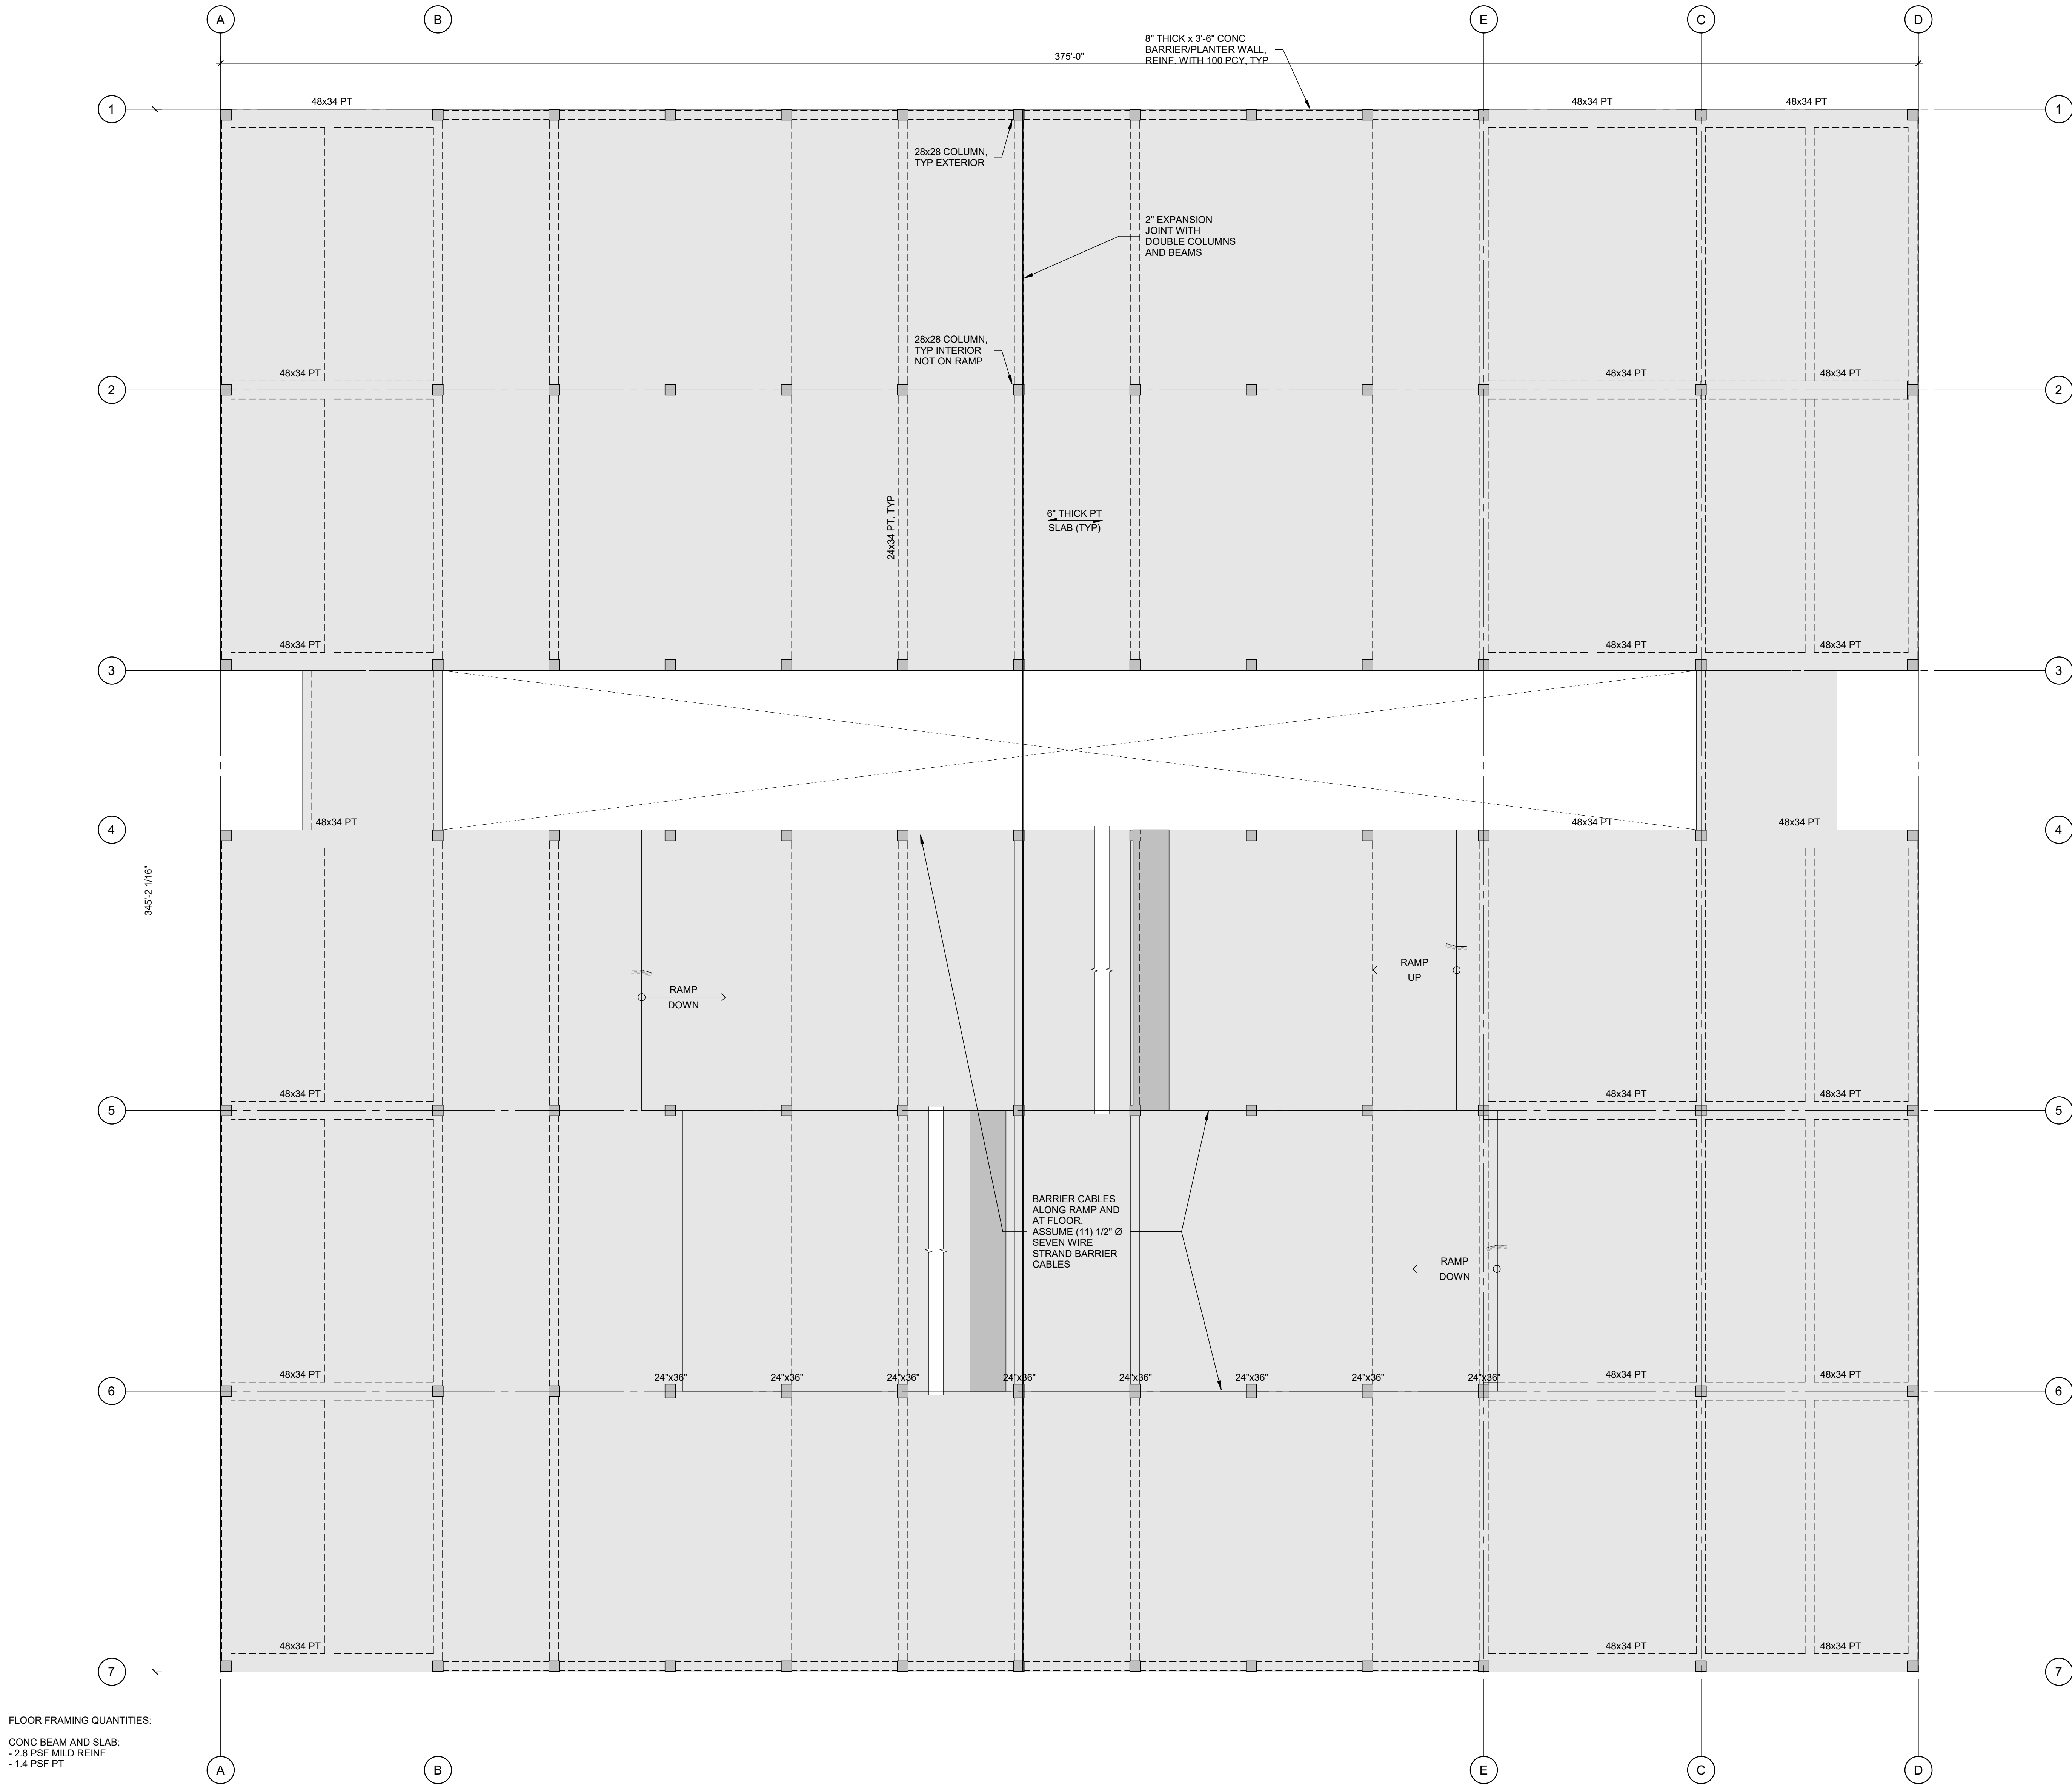 A
B
E
C
D
375'-0"
8" THICK x 3'-6" CONC
BARRIER/PLANTER WALL,
REINF. WITH 100 PCY, TYP
1
48x34 PT
48x34 PT
48x34 PT
1
28x28 COLUMN,
TYP EXTERIOR
2" EXPANSION
JOINT WITH
DOUBLE COLUMNS
AND BEAMS
28x28 COLUMN,
TYP INTERIOR
NOT ON RAMP
2
48x34 PT
48x34 PT
48x34 PT
2
24x34 PT, TYP
6" THICK PT
SLAB (TYP)
48x34 PT
48x34 PT
48x34 PT
3
3
48x34 PT
48x34 PT
48x34 PT
4
4
345'-2 1/16"
RAMP
UP
RAMP
DOWN
48x34 PT
48x34 PT
48x34 PT
5
5
BARRIER CABLES
ALONG RAMP AND
AT FLOOR.
ASSUME (11) 1/2" Ø
SEVEN WIRE
STRAND BARRIER
CABLES
RAMP
DOWN
48x34 PT
24"x36"
24"x36"
24"x36"
24"x36"
24"x36"
24"x36"
24"x36"
24"x36"
48x34 PT
48x34 PT
6
6
48x34 PT
48x34 PT
48x34 PT
7
7
FLOOR FRAMING QUANTITIES:
CONC BEAM AND SLAB:
- 2.8 PSF MILD REINF
- 1.4 PSF PT
A
B
E
C
D